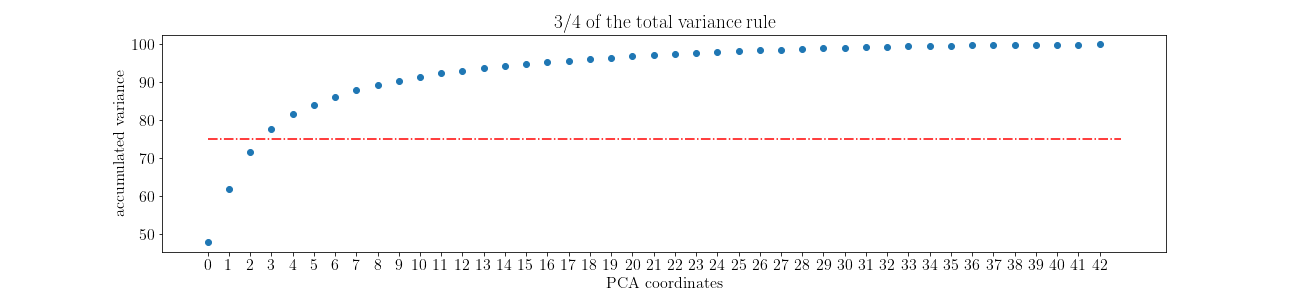 3/4 of the total variance rule
accumulated variance
100
90
80
70
60
50
0 1 2 3 4 5 6 7 8 9 10 11 12 13 14 15 16 17 18 19 20 21 22 23 24 25 26 27 28 29 30 31 32 33 34 35 36 37 38 39 40 41 42
PCA coordinates